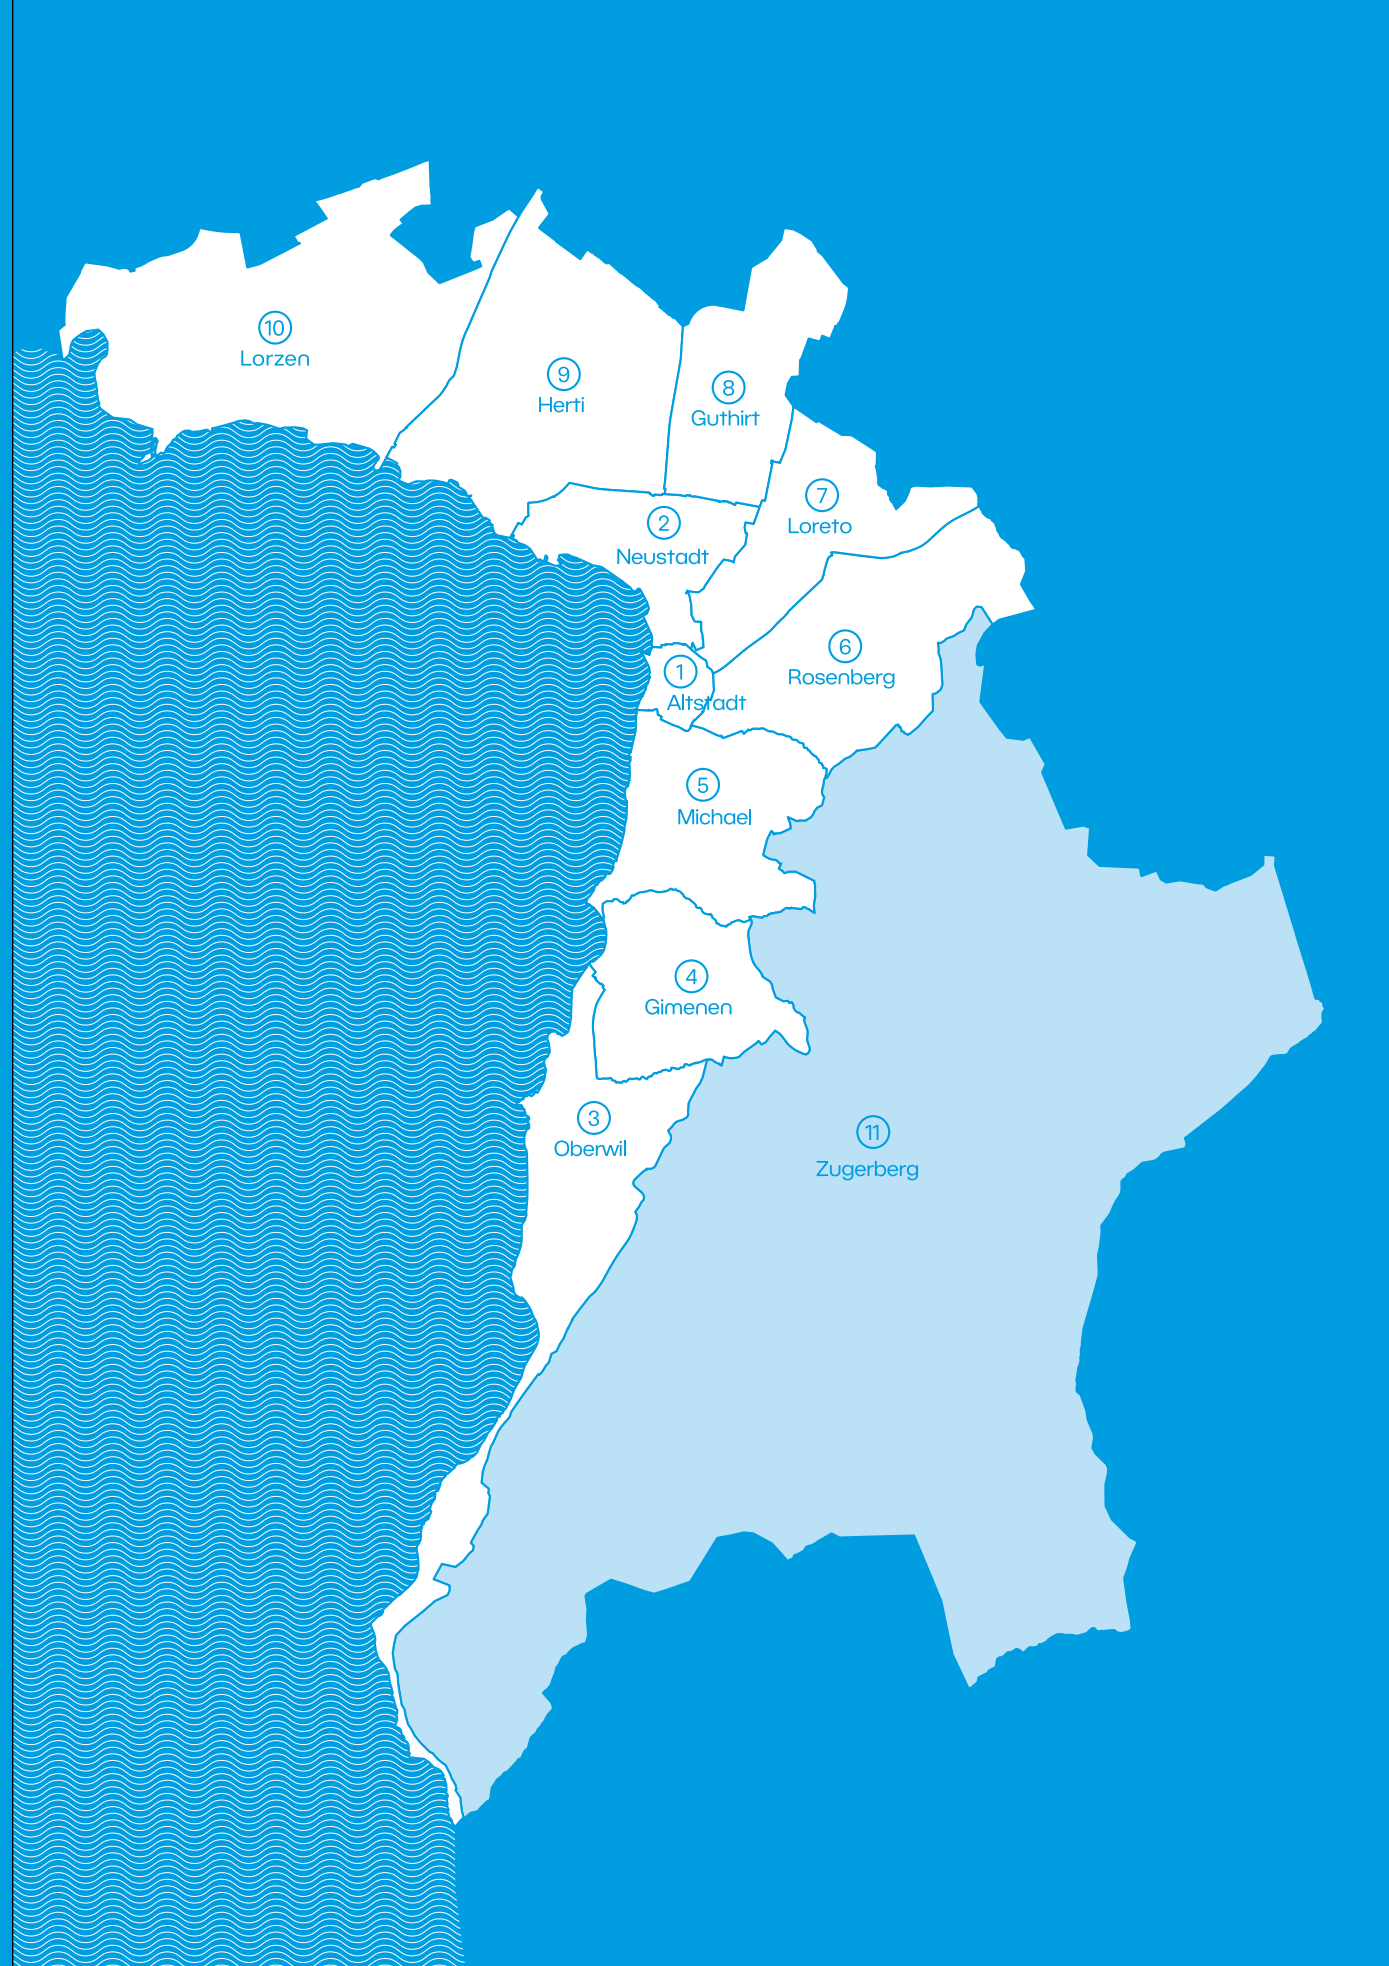 10
Lorzen
9
Herti
8
Guthirt
7
Loreto
2
Neustadt
6
Rosenberg
1
Altstadt
5
Michael
4
Gimenen
3
Oberwil
11
Zugerberg